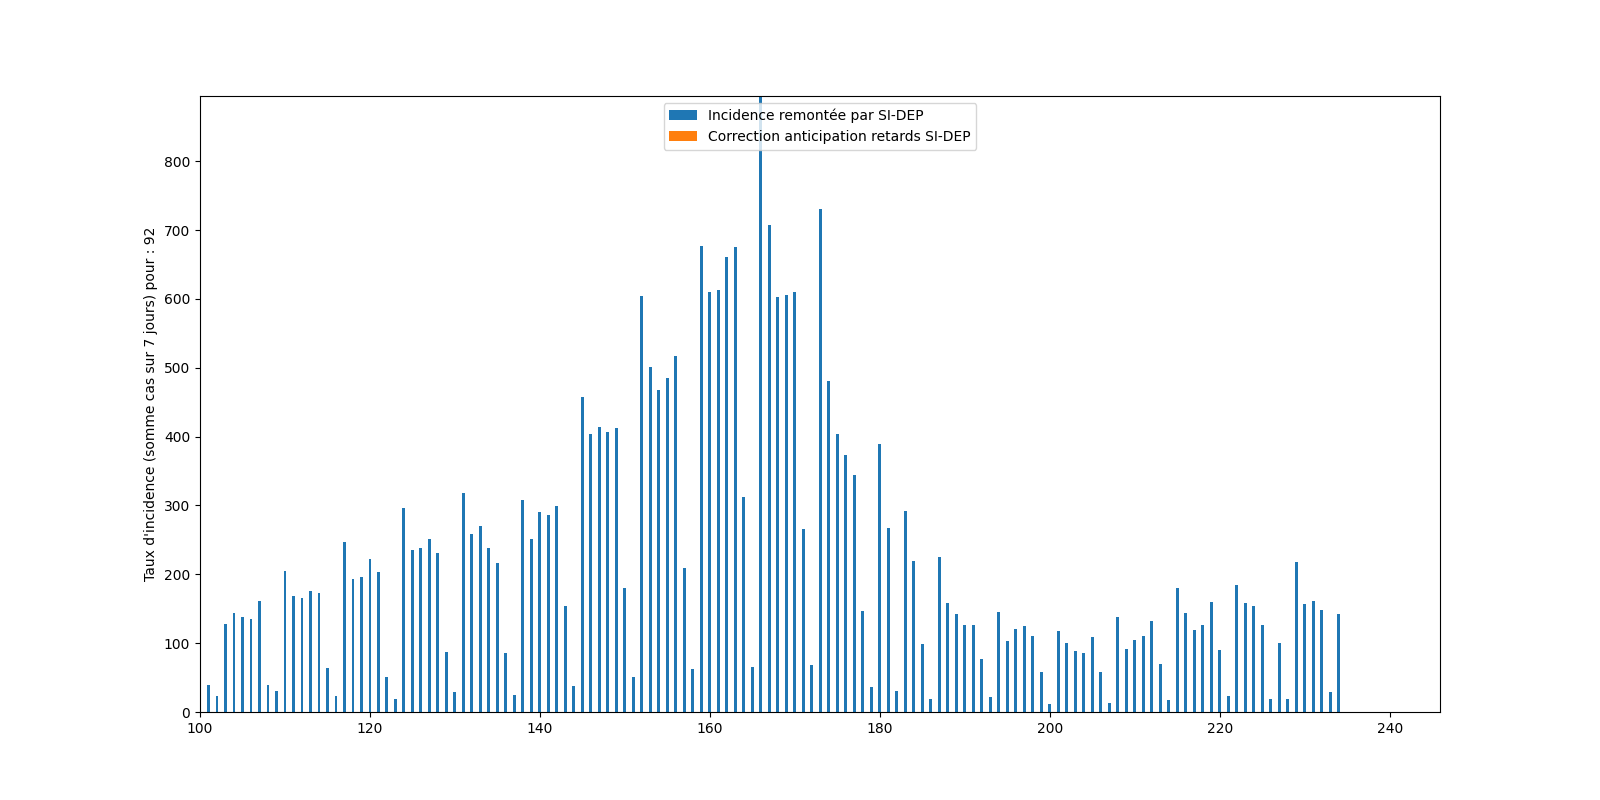 Incidence remontée par SI-DEP
Correction anticipation retards SI-DEP
Taux d'incidence (somme cas sur 7 jours) pour : 92
800
700
600
500
400
300
200
100
0
100 120 140 160 180 200 220 240